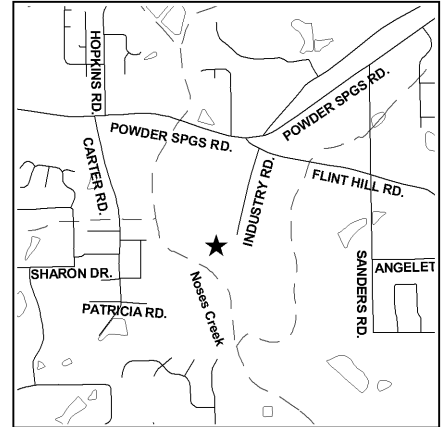 HOPKINS RD.
POWDER SPGS RD.
POWDER SPGS RD.
CARTER RD.
INDUSTRY RD.
FLINT HILL RD.
SHARON DR.
Noses Creek
SANDERS RD.
ANGELET
PATRICIA RD.